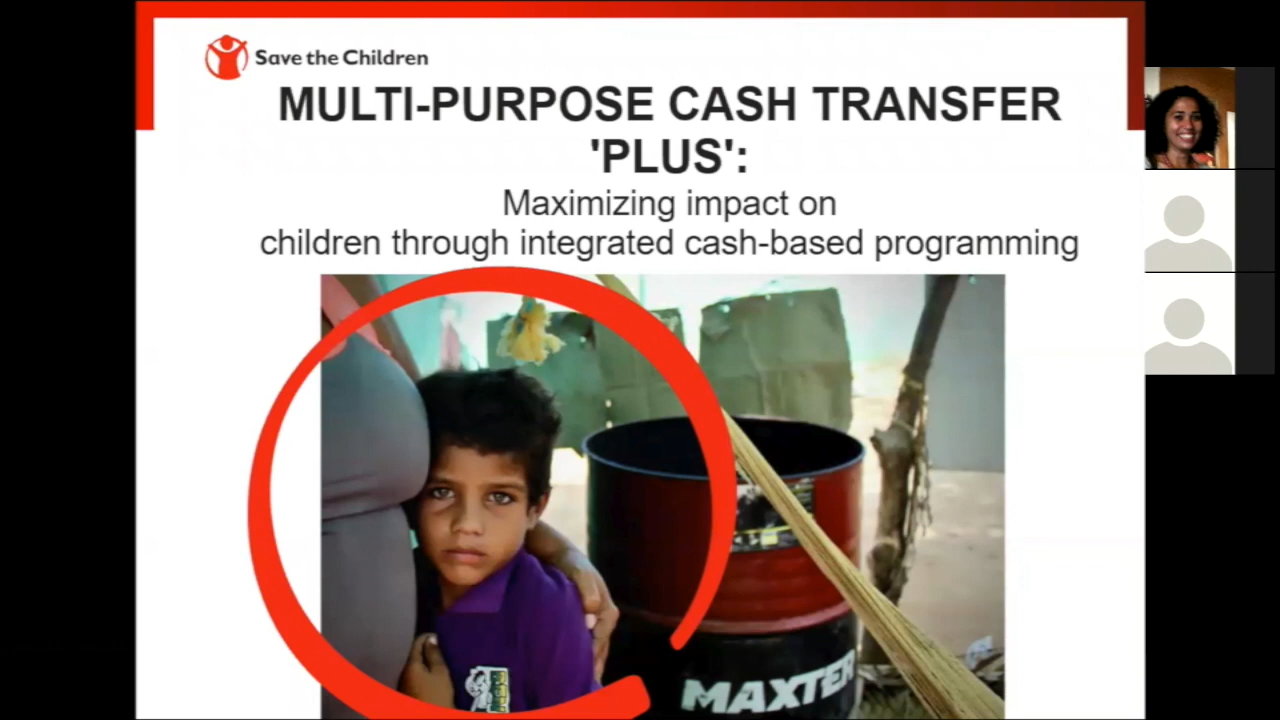 Save the Children
MULTI-PURPOSE CASH TRANSFER
'PLUS':
Maximizing impact on
children through integrated cash-based programming
MAXTER